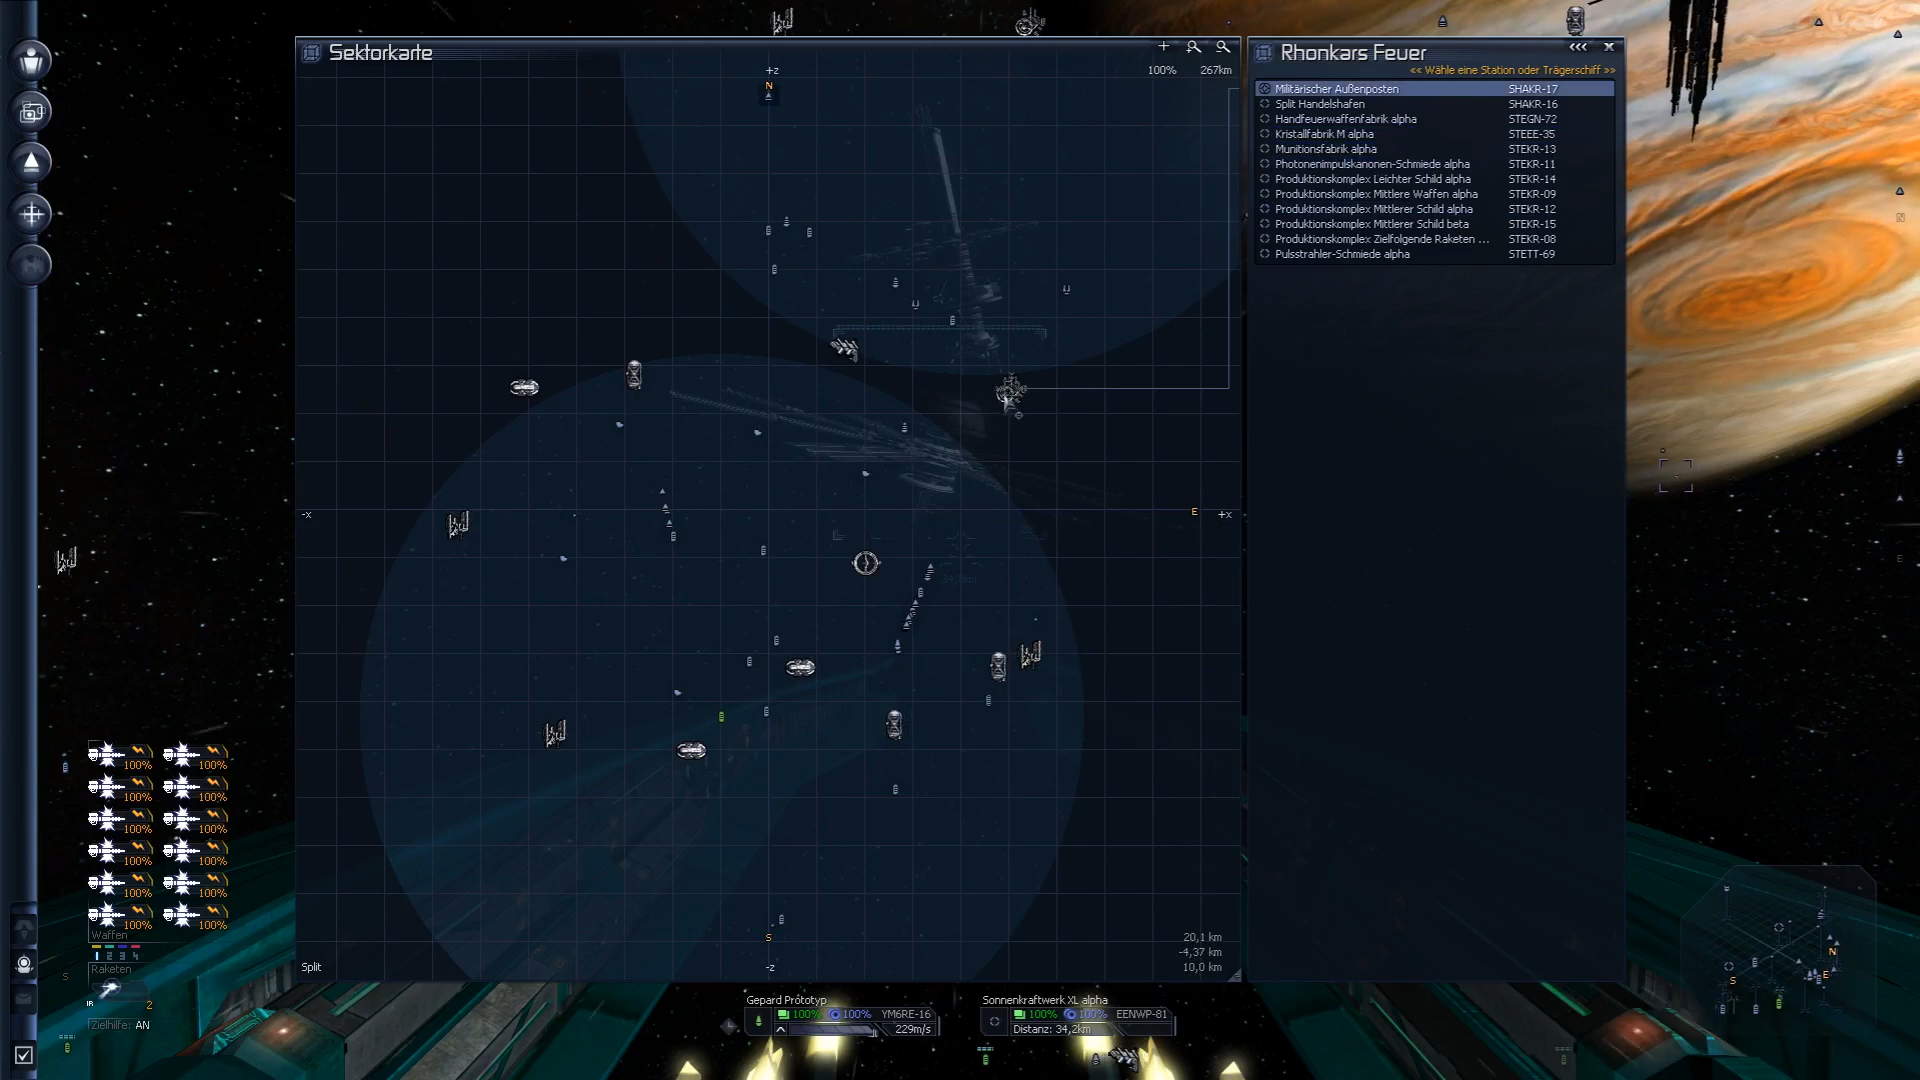 Sektorkarte
100% 267km
+z
N
-x
E +x
S
-z
Split
20,1 km
-4,37 km
10,0 km
Rhonkars Feuer
<< Wähle eine Station oder Trägerschiff >>
Militärischer Außenposten SHAKR-17
Split Handelshafen SHAKR-16
Handfeuerwaffenfabrik alpha STEGN-72
Kristallfabrik M alpha STEEE-35
Munitionsfabrik alpha STEKR-13
Photonenimpulskanonen-Schmiede alpha STEKR-11
Produktionskomplex Leichter Schild alpha STEKR-14
Produktionskomplex Mittlere Waffen alpha STEKR-09
Produktionskomplex Mittlerer Schild alpha STEKR-12
Produktionskomplex Mittlerer Schild beta STEKR-15
Produktionskomplex Zielfolgende Raketen ... STEKR-08
Pulsstrahler-Schmiede alpha STETT-69
N
E
100% 100%
100% 100%
100% 100%
100% 100%
100% 100%
100% 100%
Waffen
1 2 3 4
Raketen
IR 2
Zielhilfe: AN
S
Gepard Prototyp
100% 100% YM6RE-16
229m/s
Sonnenkraftwerk XL alpha
100% 100% EENWP-81
Distanz: 34,2km
N
E
S